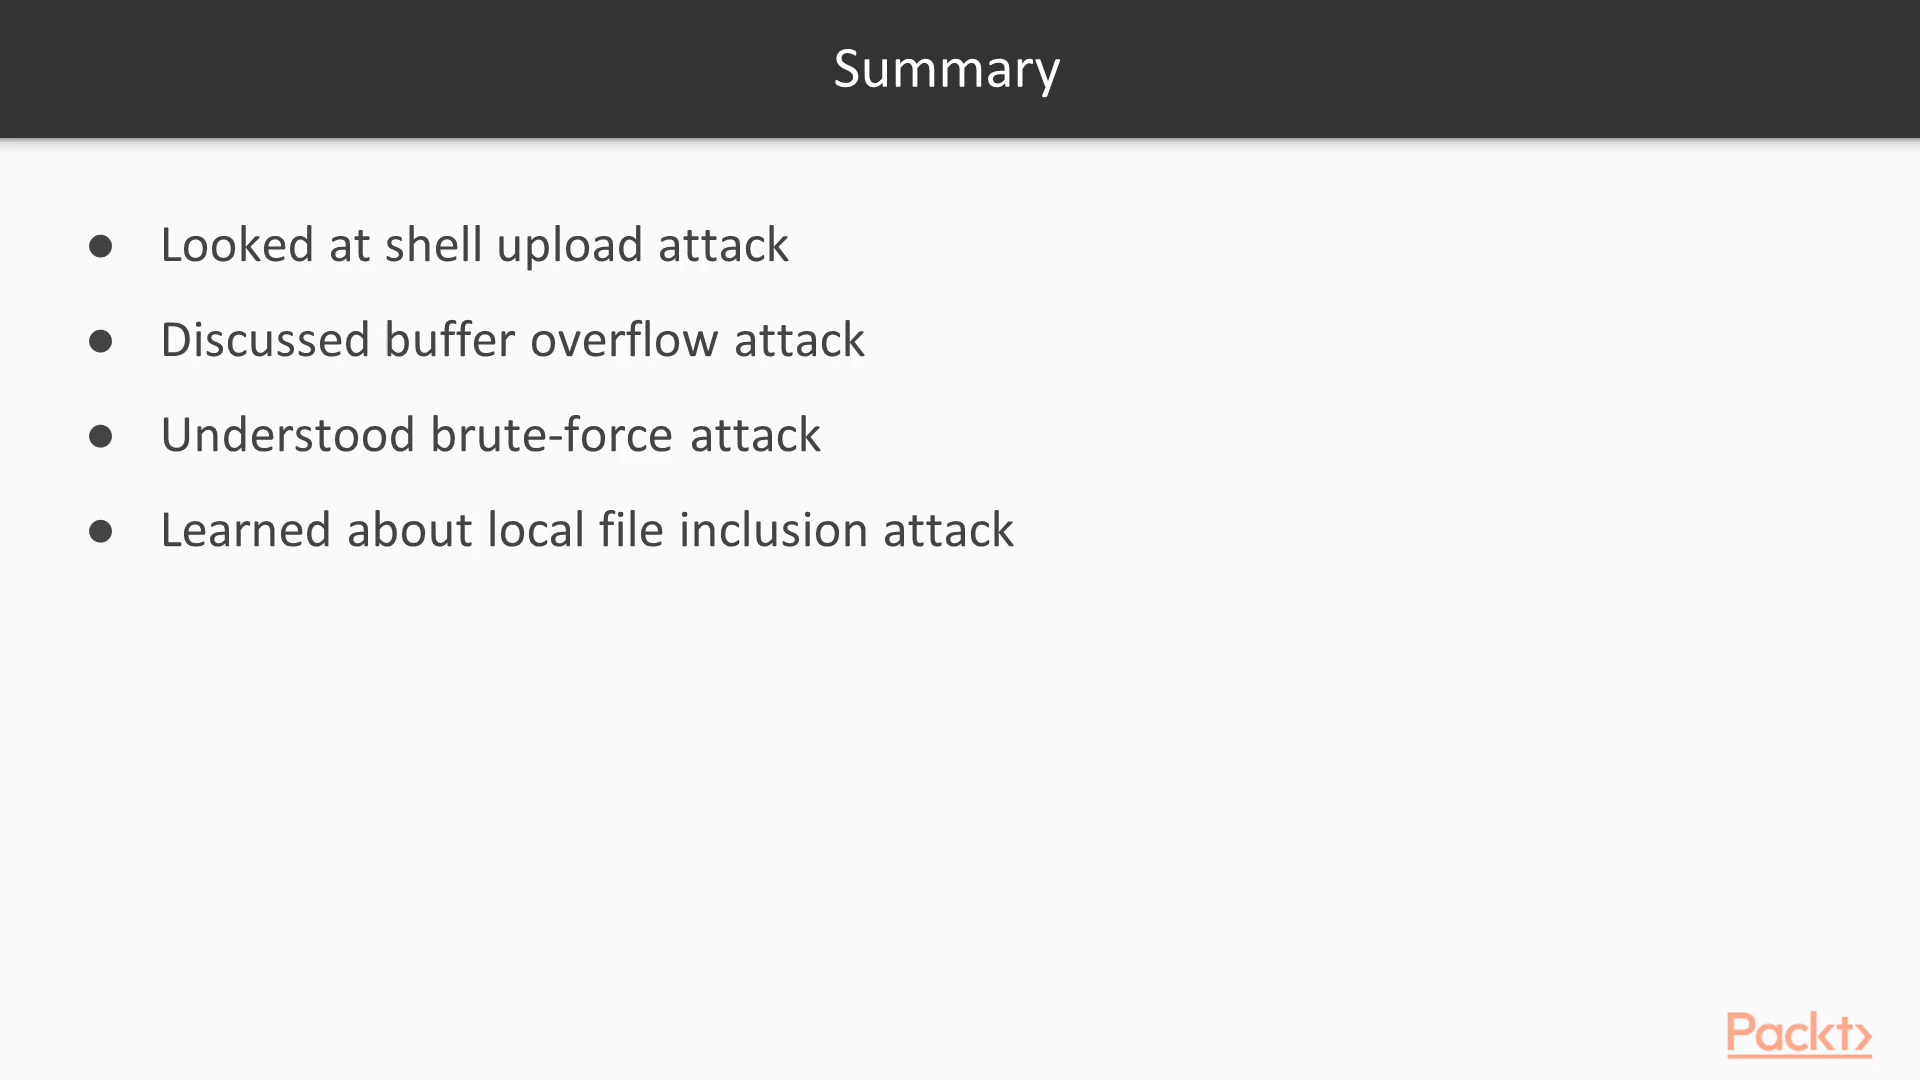 Summary
● Looked at shell upload attack
● Discussed buffer overflow attack
● Understood brute-force attack
● Learned about local file inclusion attack
Packt>